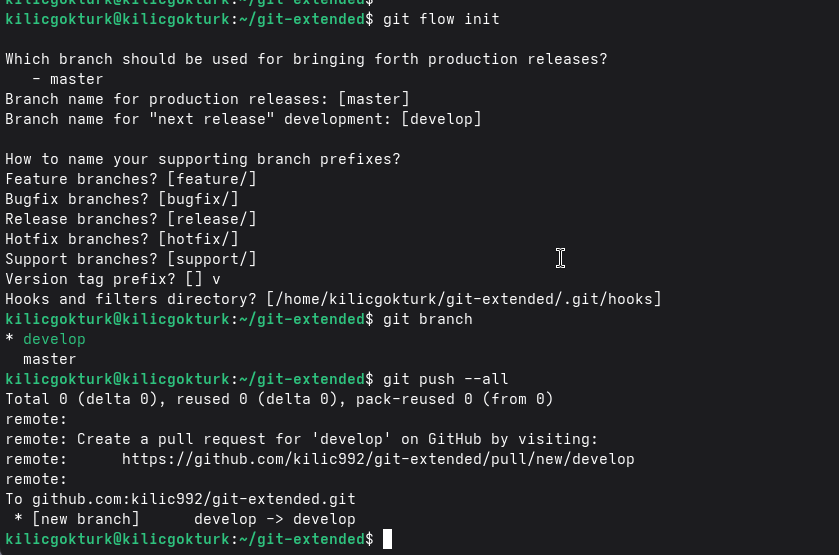 kilicgokturk@kilicgokturk:~/git-extended$
kilicgokturk@kilicgokturk:~/git-extended$ git flow init

Which branch should be used for bringing forth production releases?
   - master
Branch name for production releases: [master]
Branch name for "next release" development: [develop]

How to name your supporting branch prefixes?
Feature branches? [feature/]
Bugfix branches? [bugfix/]
Release branches? [release/]
Hotfix branches? [hotfix/]
Support branches? [support/]
Version tag prefix? [] v
Hooks and filters directory? [/home/kilicgokturk/git-extended/.git/hooks]
kilicgokturk@kilicgokturk:~/git-extended$ git branch
* develop
  master
kilicgokturk@kilicgokturk:~/git-extended$ git push --all
Total 0 (delta 0), reused 0 (delta 0), pack-reused 0 (from 0)
remote:
remote: Create a pull request for 'develop' on GitHub by visiting:
remote:      https://github.com/kilic992/git-extended/pull/new/develop
remote:
To github.com:kilic992/git-extended.git
 * [new branch]      develop -> develop
kilicgokturk@kilicgokturk:~/git-extended$